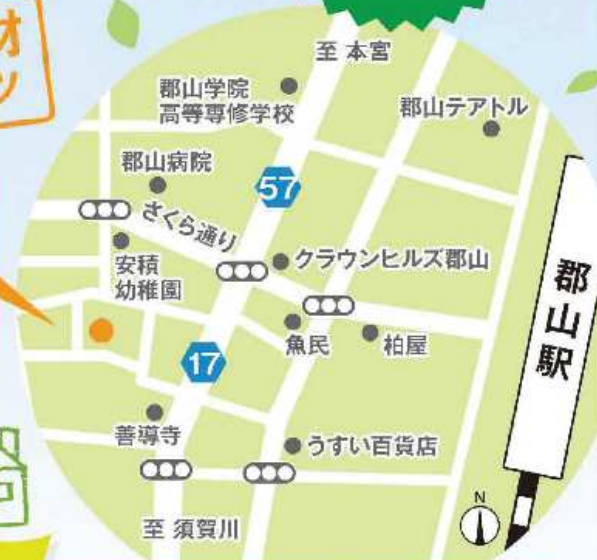 オ
ン
至 本宮
郡山学院
高等専修学校
郡山テアトル
郡山病院
57
さくら通り
安積
幼稚園
クラウンヒルズ郡山
魚民
柏屋
郡山駅
17
善導寺
うすい百貨店
N
至 須賀川